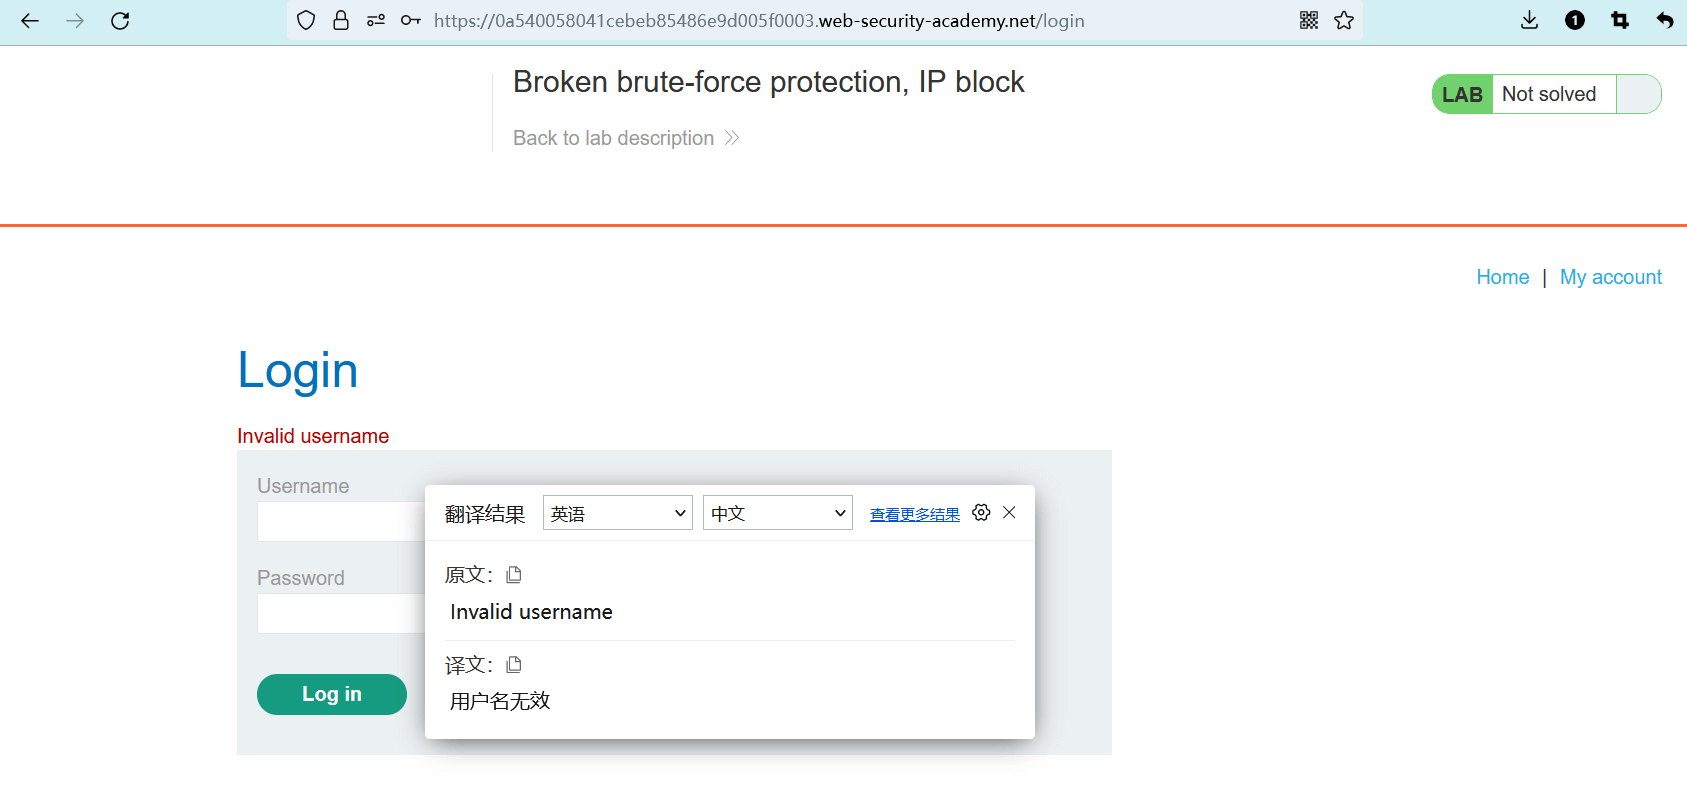 https://0a540058041cebeb85486e9d005f0003.web-security-academy.net/login
1
Broken brute-force protection, IP block
LAB Not solved
Back to lab description
Home | My account
Login
Invalid username
Username
翻译结果 英语 中文 查看更多结果
原文：
Password
Invalid username
译文：
Log in
用户名无效